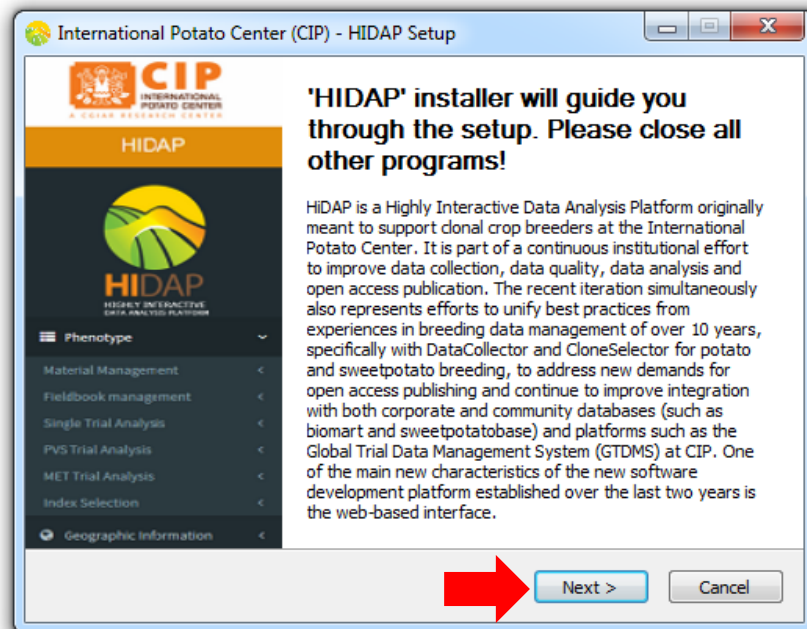 International Potato Center (CIP) - HIDAP Setup
CIP
INTERNATIONAL
POTATO CENTER
A CGIAR RESEARCH CENTER
HIDAP
HIDAP
HIGHLY INTERACTIVE
DATA ANALYSIS PLATFORM
Phenotype
Material Management
Fieldbook management
Single Trial Analysis
PVS Trial Analysis
MET Trial Analysis
Index Selection
Geographic Information
'HIDAP' installer will guide you
through the setup. Please close all
other programs!
HiDAP is a Highly Interactive Data Analysis Platform originally
meant to support clonal crop breeders at the International
Potato Center. It is part of a continuous institutional effort
to improve data collection, data quality, data analysis and
open access publication. The recent iteration simultaneously
also represents efforts to unify best practices from
experiences in breeding data management of over 10 years,
specifically with DataCollector and CloneSelector for potato
and sweetpotato breeding, to address new demands for
open access publishing and continue to improve integration
with both corporate and community databases (such as
biomart and sweetpotatobase) and platforms such as the
Global Trial Data Management System (GTDMS) at CIP. One
of the main new characteristics of the new software
development platform established over the last two years is
the web-based interface.
Next >
Cancel